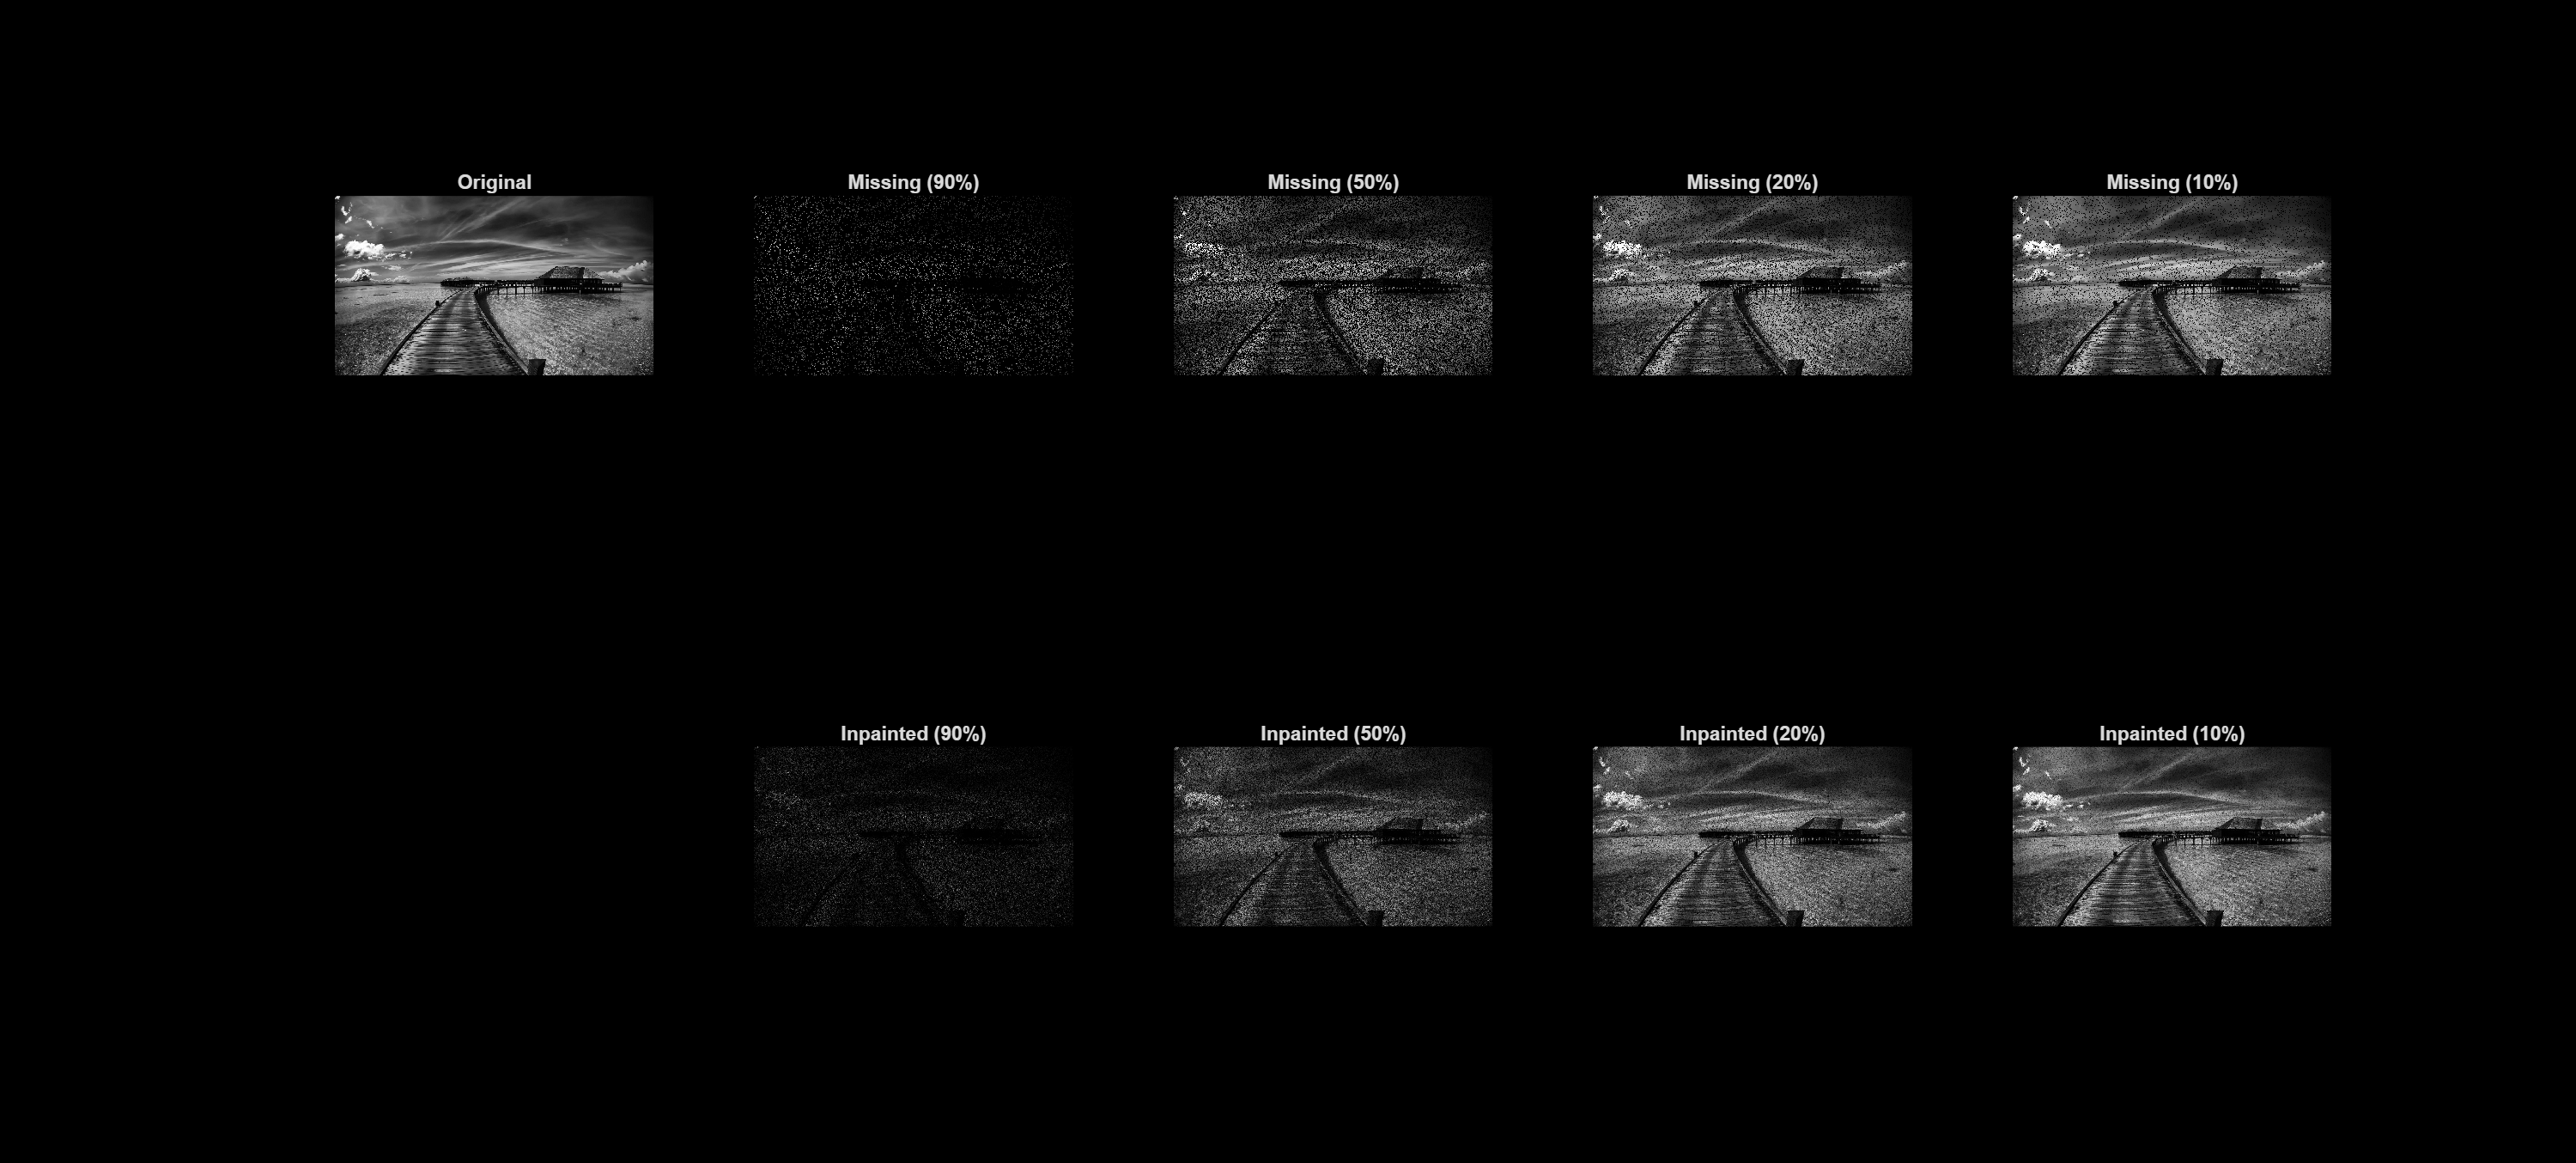 Original
Missing (90%)
Missing (50%)
Missing (20%)
Missing (10%)
Inpainted (90%)
Inpainted (50%)
Inpainted (20%)
Inpainted (10%)